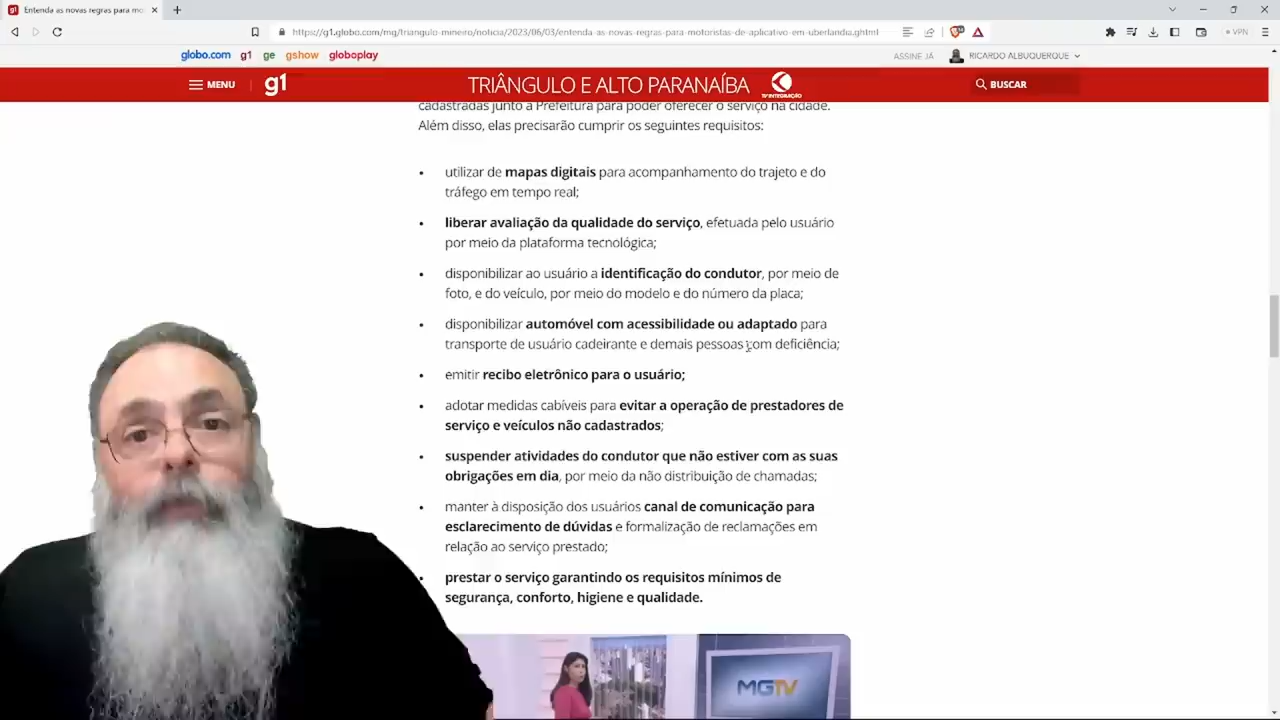 Entenda as novas regras para mo
https://g1.globo.com/mg/triangulo-mineiro/noticia/2023/06/03/entenda-as-novas-regras-para-motoristas-de-aplicativo-em-uberlandia.ghtml
VPN
globo.com g1 ge gshow globoplay
ASSINE JÁ
RICARDO ALBUQUERQUE
MENU
g1
TRIÂNGULO E ALTO PARANAÍBA
TV INTEGRAÇÃO
BUSCAR
cadastradas junto à Prefeitura para poder oferecer o serviço na cidade.
Além disso, elas precisarão cumprir os seguintes requisitos:
• utilizar de mapas digitais para acompanhamento do trajeto e do
tráfego em tempo real;
• liberar avaliação da qualidade do serviço, efetuada pelo usuário
por meio da plataforma tecnológica;
• disponibilizar ao usuário a identificação do condutor, por meio de
foto, e do veículo, por meio do modelo e do número da placa;
• disponibilizar automóvel com acessibilidade ou adaptado para
transporte de usuário cadeirante e demais pessoas com deficiência;
• emitir recibo eletrônico para o usuário;
• adotar medidas cabíveis para evitar a operação de prestadores de
serviço e veículos não cadastrados;
• suspender atividades do condutor que não estiver com as suas
obrigações em dia, por meio da não distribuição de chamadas;
• manter à disposição dos usuários canal de comunicação para
esclarecimento de dúvidas e formalização de reclamações em
relação ao serviço prestado;
• prestar o serviço garantindo os requisitos mínimos de
segurança, conforto, higiene e qualidade.
MGTV